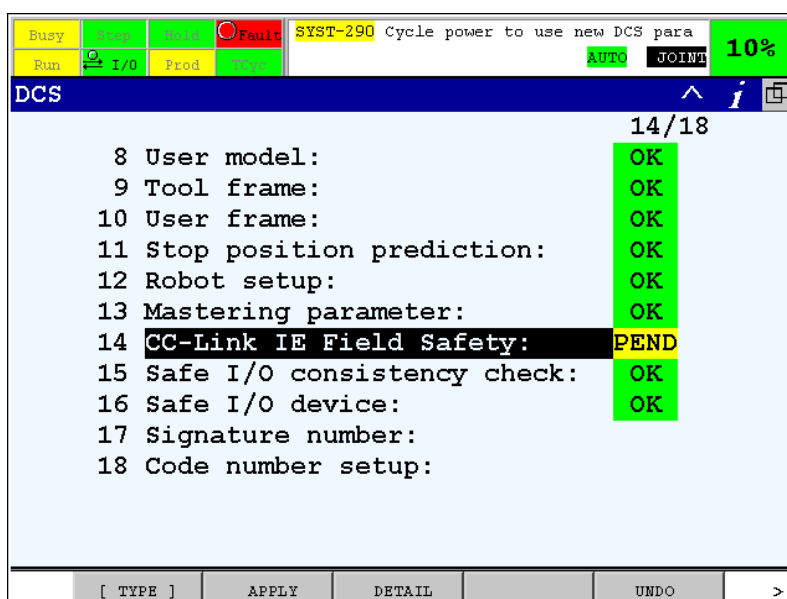 Busy Step Hold Fault SYST-290 Cycle power to use new DCS para
Run I/O Prod TCyc AUTO JOINT 10%
DCS
14/18
8 User model: OK
9 Tool frame: OK
10 User frame: OK
11 Stop position prediction: OK
12 Robot setup: OK
13 Mastering parameter: OK
14 CC-Link IE Field Safety: PEND
15 Safe I/O consistency check: OK
16 Safe I/O device: OK
17 Signature number:
18 Code number setup:
[ TYPE ] APPLY DETAIL UNDO >